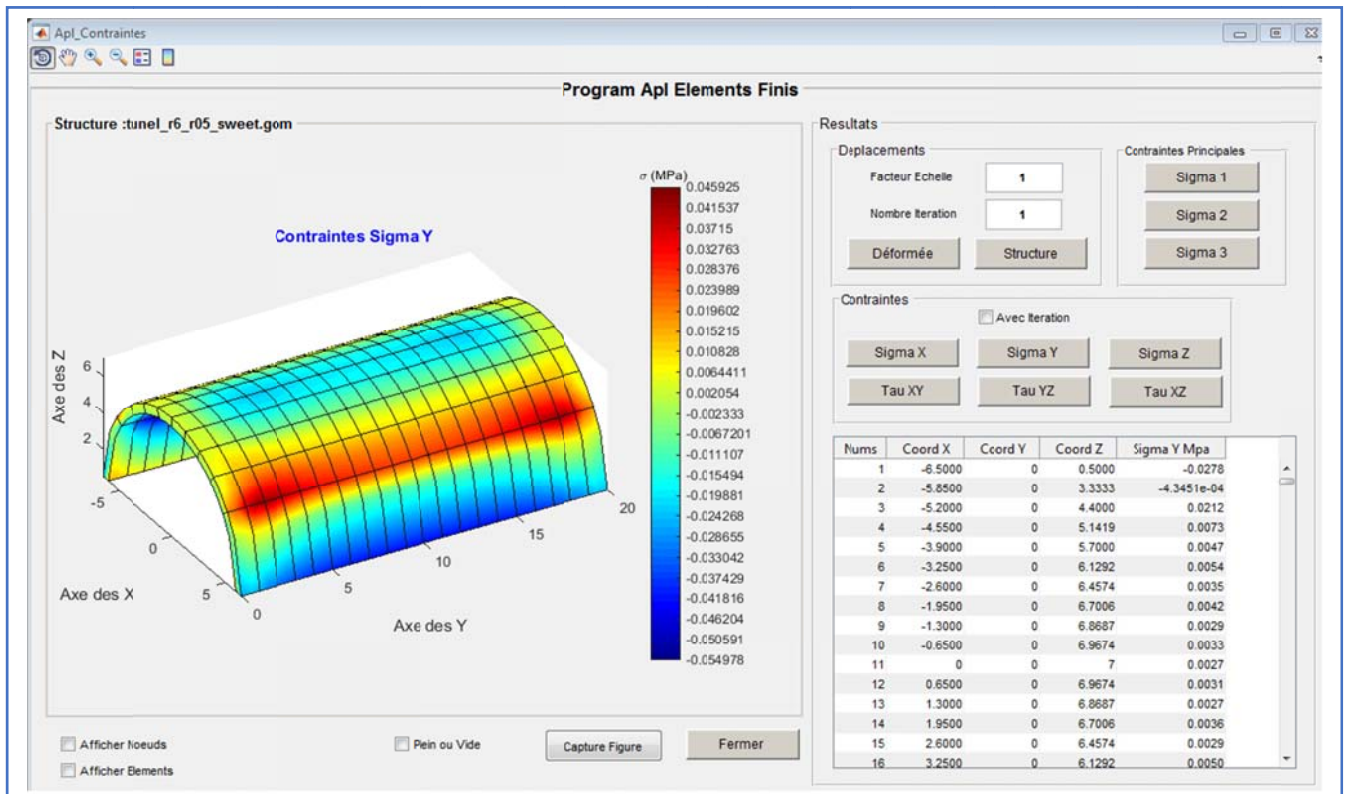 Apl_Contraintes
Program Apl Elements Finis
Structure :tunel_r6_r05_sweet.gom
σ (MPa)
0.045925
0.041537
0.03715
0.032763
0.028376
0.023989
0.019602
0.015215
0.010828
0.0064411
0.002054
-0.002333
-0.0067201
-0.011107
-0.015494
-0.019881
-0.024268
-0.028655
-0.033042
-0.037429
-0.041816
-0.046204
-0.050591
-0.054978
Contraintes Sigma Y
Axe des Z
6
4
2
-5
0
5
Axe des X
0
5
10
15
20
Axe des Y
Afficher Noeuds
Afficher Elements
Pein ou Vide
Capture Figure
Fermer
Resultats
Deplacements
Facteur Echelle 1
Nombre Iteration 1
Déformée Structure
Contraintes Principales
Sigma 1
Sigma 2
Sigma 3
Contraintes
Avec Iteration
Sigma X Sigma Y Sigma Z
Tau XY Tau YZ Tau XZ
Nums Coord X Coord Y Coord Z Sigma Y Mpa
1 -6.5000 0 0.5000 -0.0278
2 -5.8500 0 3.3333 -4.3451e-04
3 -5.2000 0 4.4000 0.0212
4 -4.5500 0 5.1419 0.0073
5 -3.9000 0 5.7000 0.0047
6 -3.2500 0 6.1292 0.0054
7 -2.6000 0 6.4574 0.0035
8 -1.9500 0 6.7006 0.0042
9 -1.3000 0 6.8687 0.0029
10 -0.6500 0 6.9674 0.0033
11 0 0 7 0.0027
12 0.6500 0 6.9674 0.0031
13 1.3000 0 6.8687 0.0027
14 1.9500 0 6.7006 0.0036
15 2.6000 0 6.4574 0.0029
16 3.2500 0 6.1292 0.0050